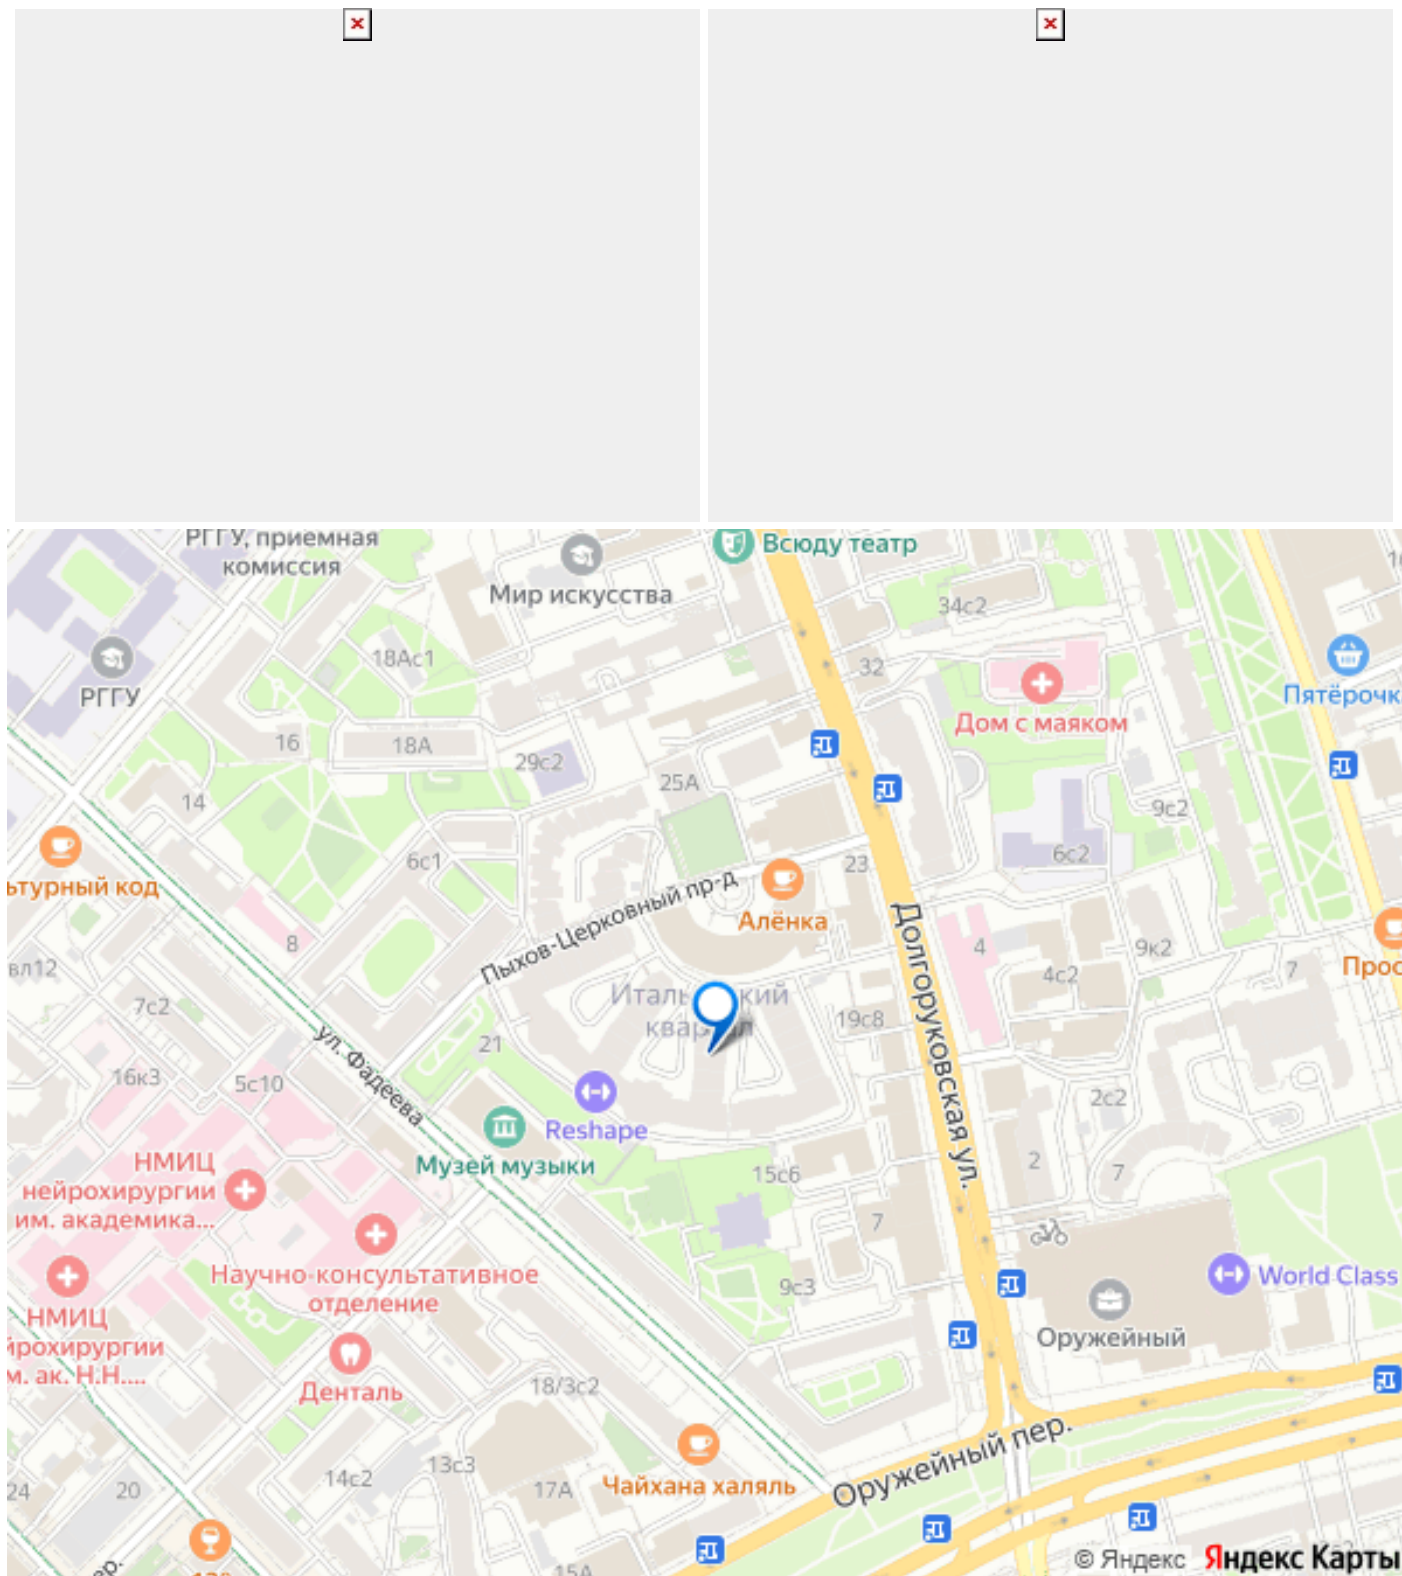 РГГУ, приемная
комиссия
Всюду театр
Мир искусства
34с2
18Ас1
32
РГГУ
Дом с маяком
Пятёрочк
16
18А
29с2
25А
14
9с2
6с1
6с2
23
ьтурный код
Пыхов-Церковный пр-д
Алёнка
Долгоруковская ул.
8
4
9к2
вл12
4с2
7
Прос
7с2
квартал
19с8
ул. Фадеева
21
16к3
5с10
2с2
Reshape
Музей музыки
НМИЦ
нейрохирургии
им. академика...
15с6
2
7
7
Научно-консультативное
отделение
9с3
World Class
НМИЦ
йрохирургии
м. ак. Н.Н....
Оружейный
Денталь
18/3с2
Оружейный пер.
13с3
14с2
Чайхана халяль
24
20
17А
15А
© Яндекс Яндекс Карты